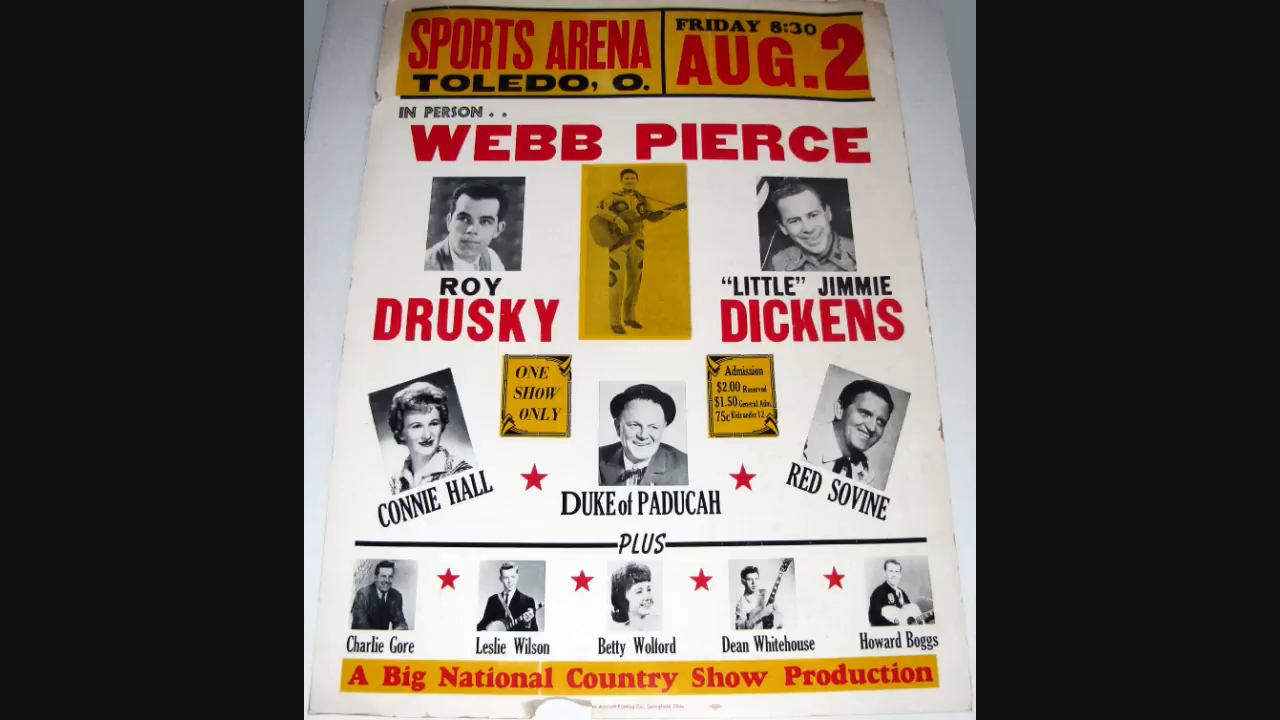 SPORTS ARENA
TOLEDO, O.
FRIDAY 8:30
AUG. 2
IN PERSON . .
WEBB PIERCE
ROY
DRUSKY
"LITTLE" JIMMIE
DICKENS
ONE
SHOW
ONLY
Admission
$2.00 Reserved
$1.50 General Adm.
75c Kids under 12
CONNIE HALL
DUKE of PADUCAH
RED SOVINE
PLUS
Charlie Gore
Leslie Wilson
Betty Wolford
Dean Whitehouse
Howard Boggs
A Big National Country Show Production